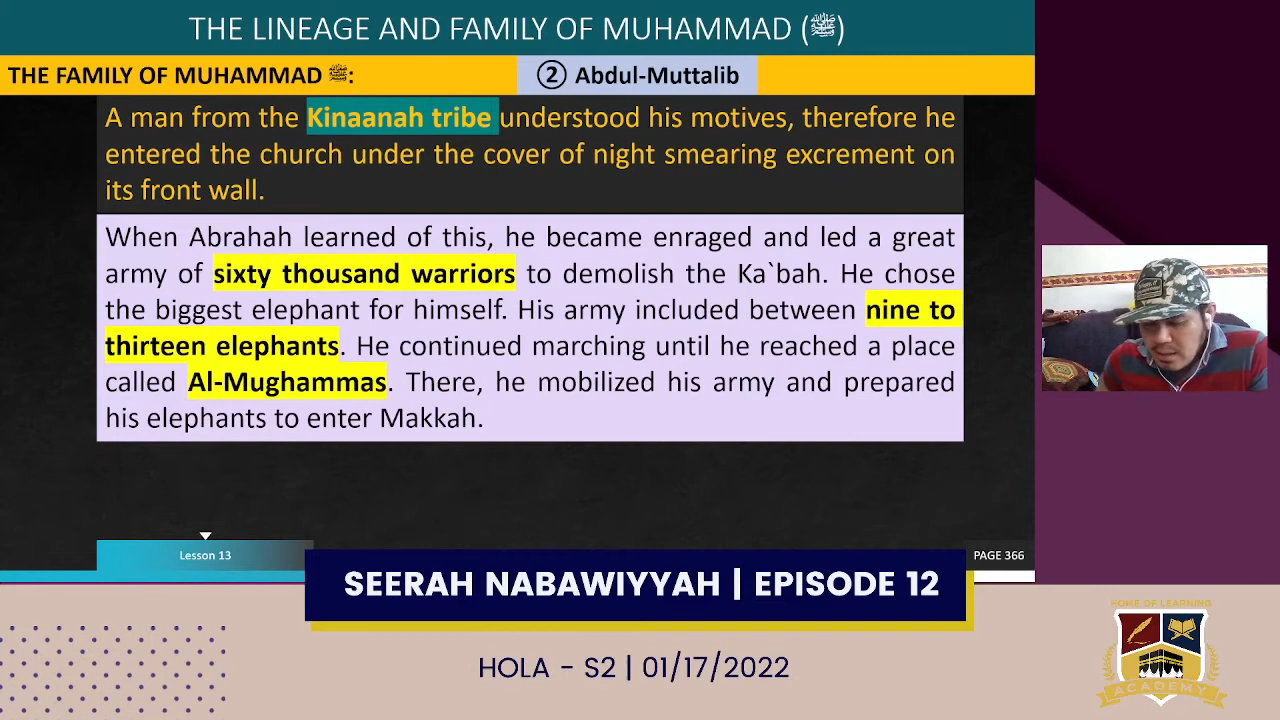 THE LINEAGE AND FAMILY OF MUHAMMAD (ﷺ)
THE FAMILY OF MUHAMMAD ﷺ:
② Abdul-Muttalib
A man from the Kinaanah tribe understood his motives, therefore he
entered the church under the cover of night smearing excrement on
its front wall.
When Abrahah learned of this, he became enraged and led a great
army of sixty thousand warriors to demolish the Ka`bah. He chose
the biggest elephant for himself. His army included between nine to
thirteen elephants. He continued marching until he reached a place
called Al-Mughammas. There, he mobilized his army and prepared
his elephants to enter Makkah.
Lesson 13
PAGE 366
SEERAH NABAWIYYAH | EPISODE 12
HOLA - S2 | 01/17/2022
HOME OF LEARNING
ACADEMY